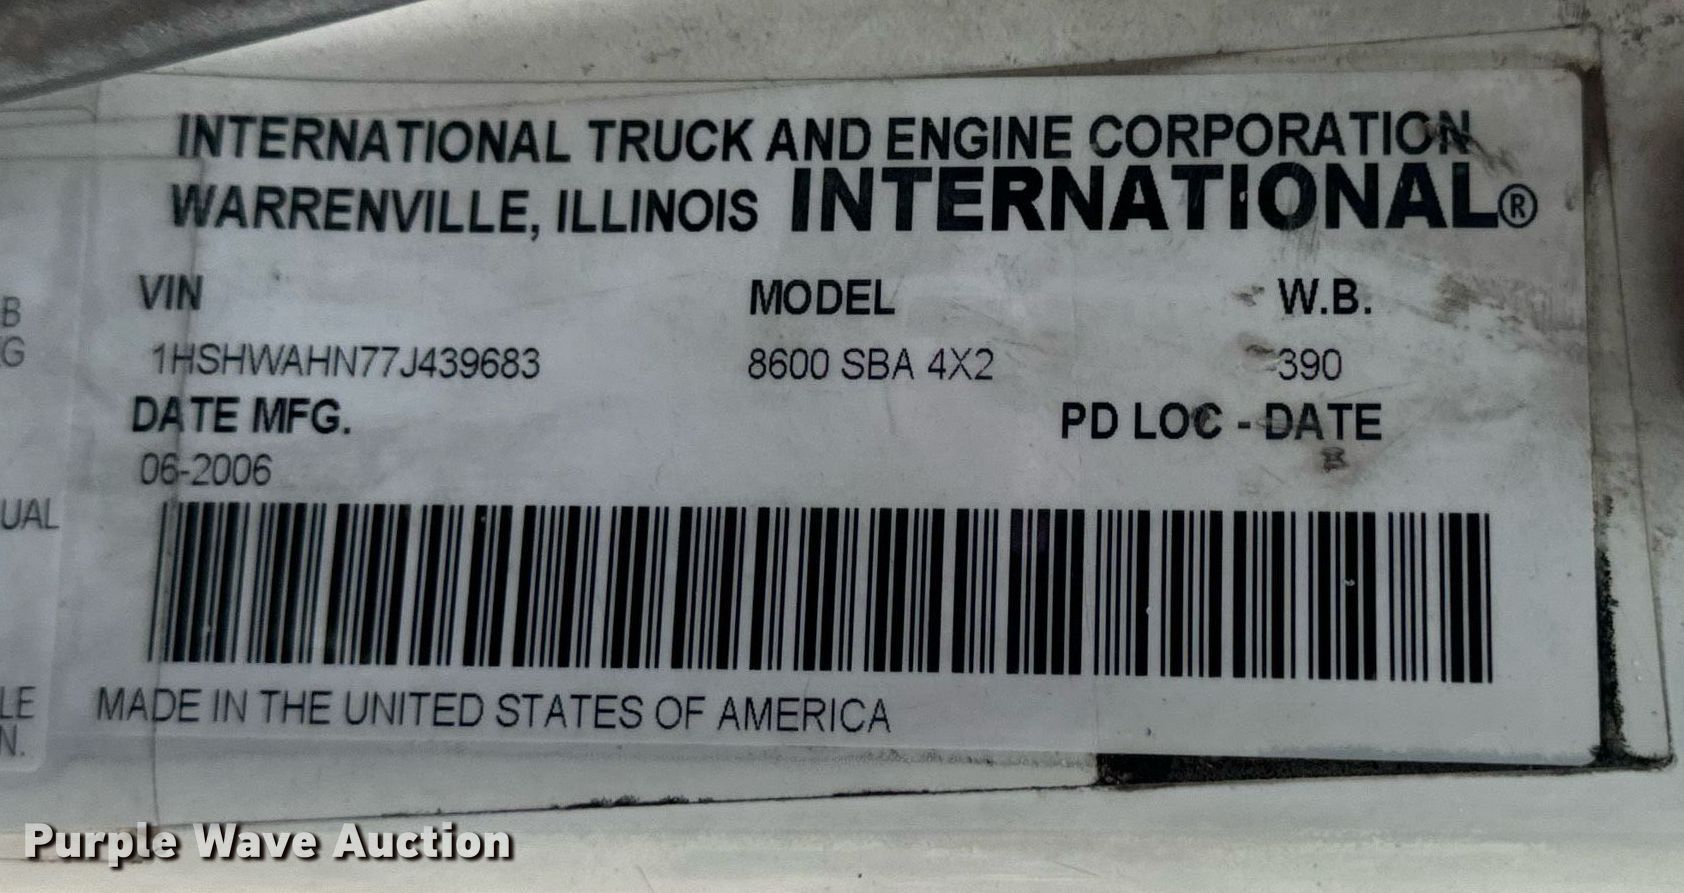 INTERNATIONAL TRUCK AND ENGINE CORPORATION
WARRENVILLE, ILLINOIS INTERNATIONAL®
VIN MODEL W.B.
1HSHWAHN77J439683 8600 SBA 4X2 390
DATE MFG. PD LOC - DATE
06-2006
MADE IN THE UNITED STATES OF AMERICA
B
G
UAL
LE
N.
Purple Wave Auction